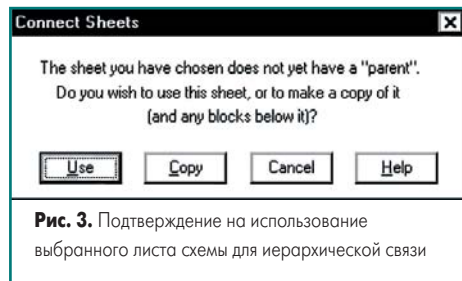 Connect Sheets
The sheet you have chosen does not yet have a "parent".
Do you wish to use this sheet, or to make a copy of it
(and any blocks below it)?
Use Copy Cancel Help
Рис. 3. Подтверждение на использование
выбранного листа схемы для иерархической связи